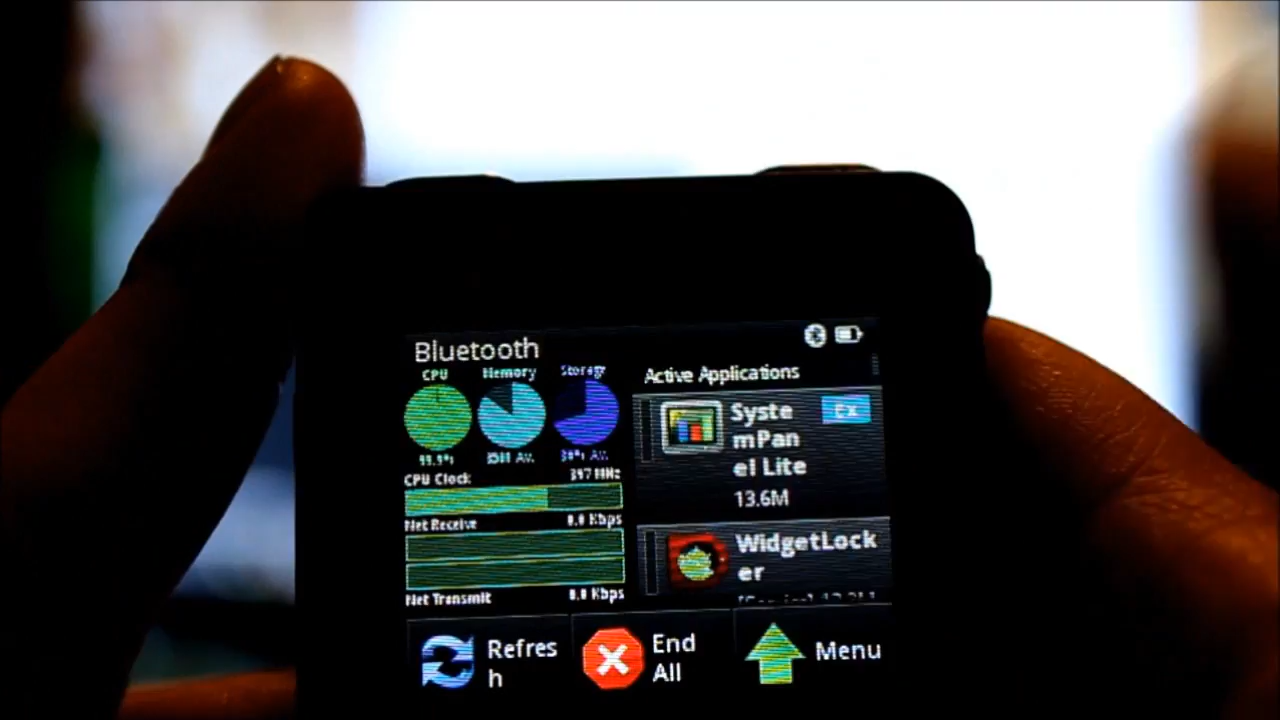 Bluetooth
CPU
Memory
Storage
Active Applications
Syste
mPan
el Lite
EX
13.6M
CPU Clock
Net Receive
0.0 Kbps
Net Transmit
0.0 Kbps
WidgetLock
er
Refres
h
End
All
Menu